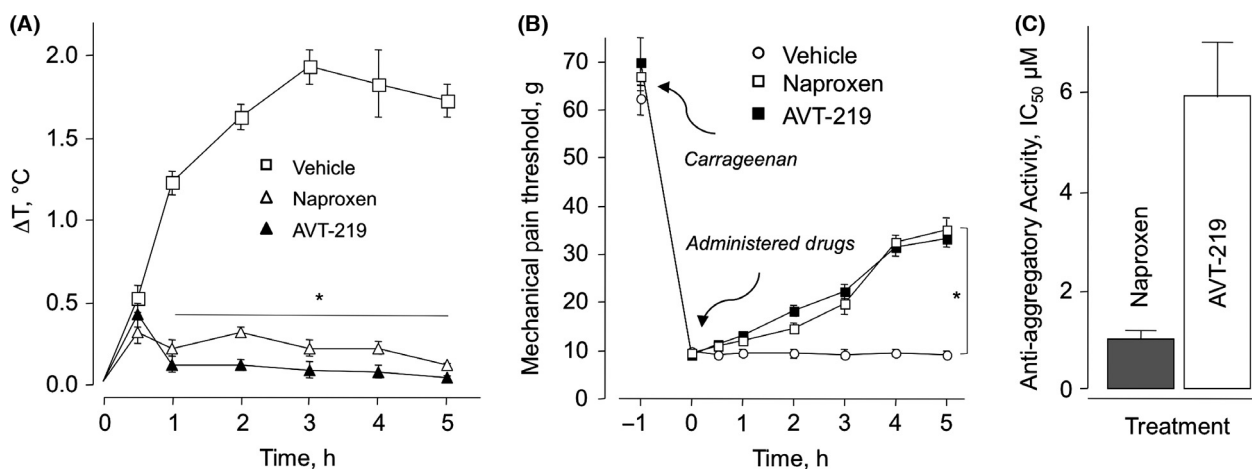 (A)
ΔT, °C
2.0
1.5
1.0
0.5
0.0
Vehicle
Naproxen
AVT-219
*
0 1 2 3 4 5
Time, h
(B)
Mechanical pain threshold, g
80
70
60
50
40
30
20
10
0
Vehicle
Naproxen
AVT-219
Carrageenan
Administered drugs
*
−1 0 1 2 3 4 5
Time, h
(C)
Anti-aggregatory Activity, IC50 µM
6
4
2
0
Naproxen
AVT-219
Treatment